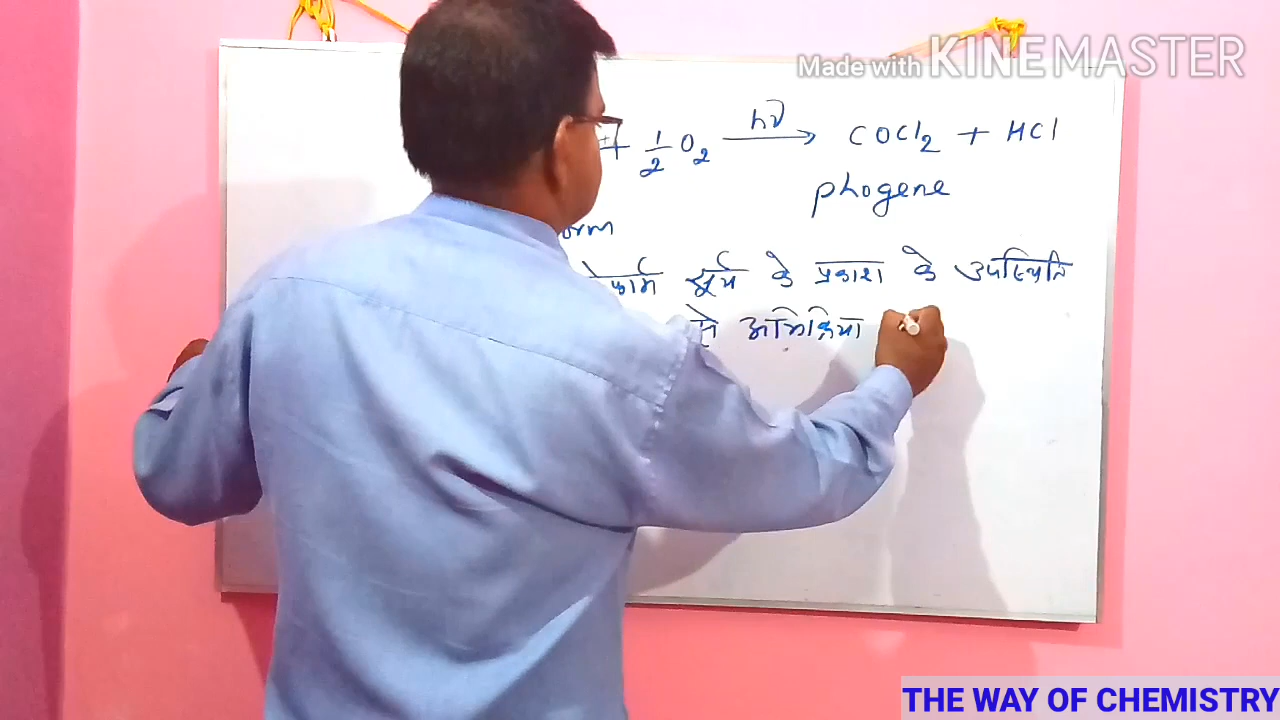 Made with KINEMASTER
+ 1/2 O2 hν → COCl2 + HCl
phogene
orm
ोफार्म सूर्य के प्रकाश के उपस्थिति
से अभिक्रिया
THE WAY OF CHEMISTRY